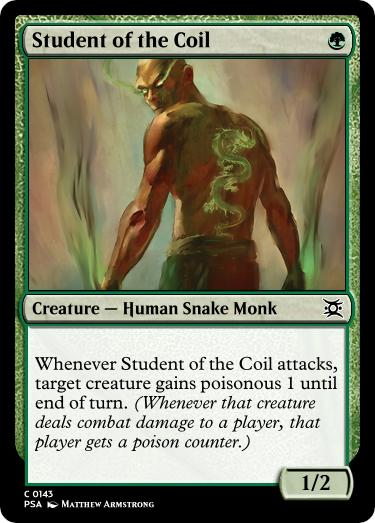 Student of the Coil
Creature — Human Snake Monk
Whenever Student of the Coil attacks,
target creature gains poisonous 1 until
end of turn. (Whenever that creature
deals combat damage to a player, that
player gets a poison counter.)
1/2
C 0143
PSA Matthew Armstrong